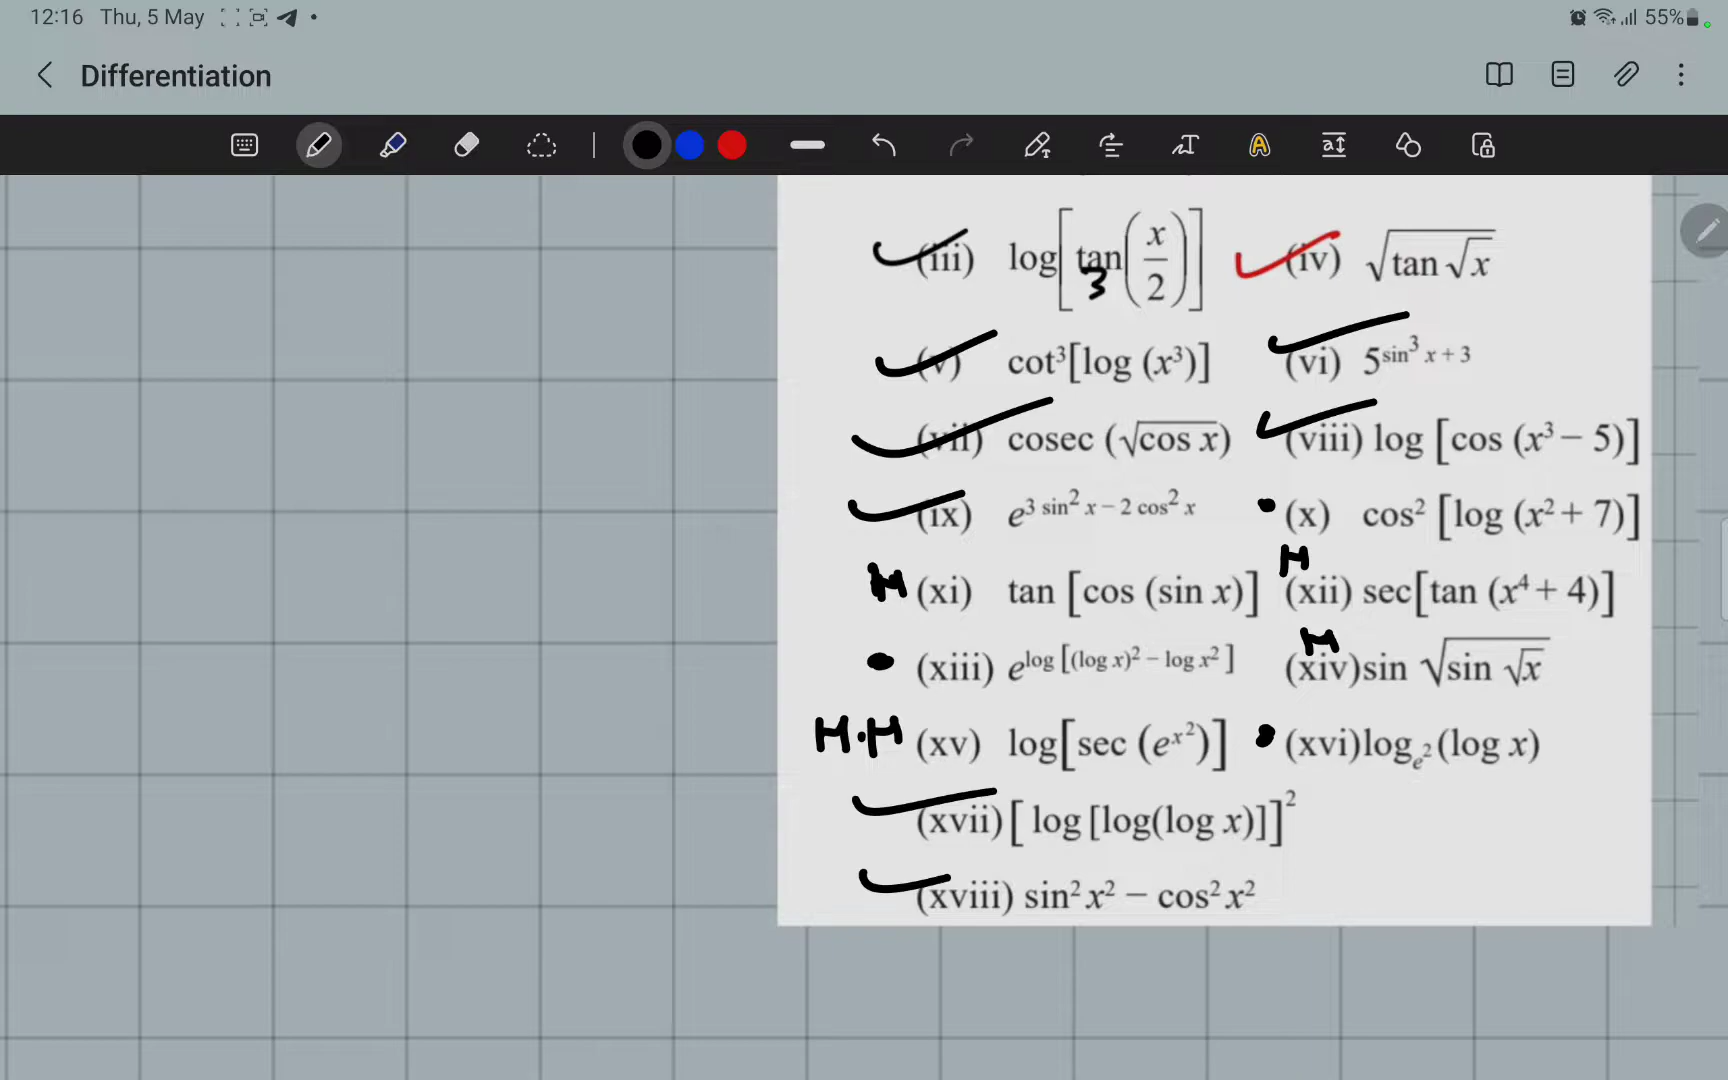 12:16 Thu, 5 May 55%
Differentiation
(iii) log[tan(x/2)] (iv) √(tan √x)
3
(v) cot³[log (x³)] (vi) 5^(sin³ x + 3)
(vii) cosec (√(cos x)) (viii) log [cos (x³ − 5)]
(ix) e^(3 sin² x − 2 cos² x) (x) cos² [log (x² + 7)]
M (xi) tan [cos (sin x)] M (xii) sec[tan (x⁴ + 4)]
(xiii) e^(log [(log x)² − log x²]) M (xiv) sin √(sin √x)
M.M (xv) log[sec (e^(x²))] (xvi) log_(e²) (log x)
(xvii) [ log [log(log x)]]²
(xviii) sin² x² − cos² x²